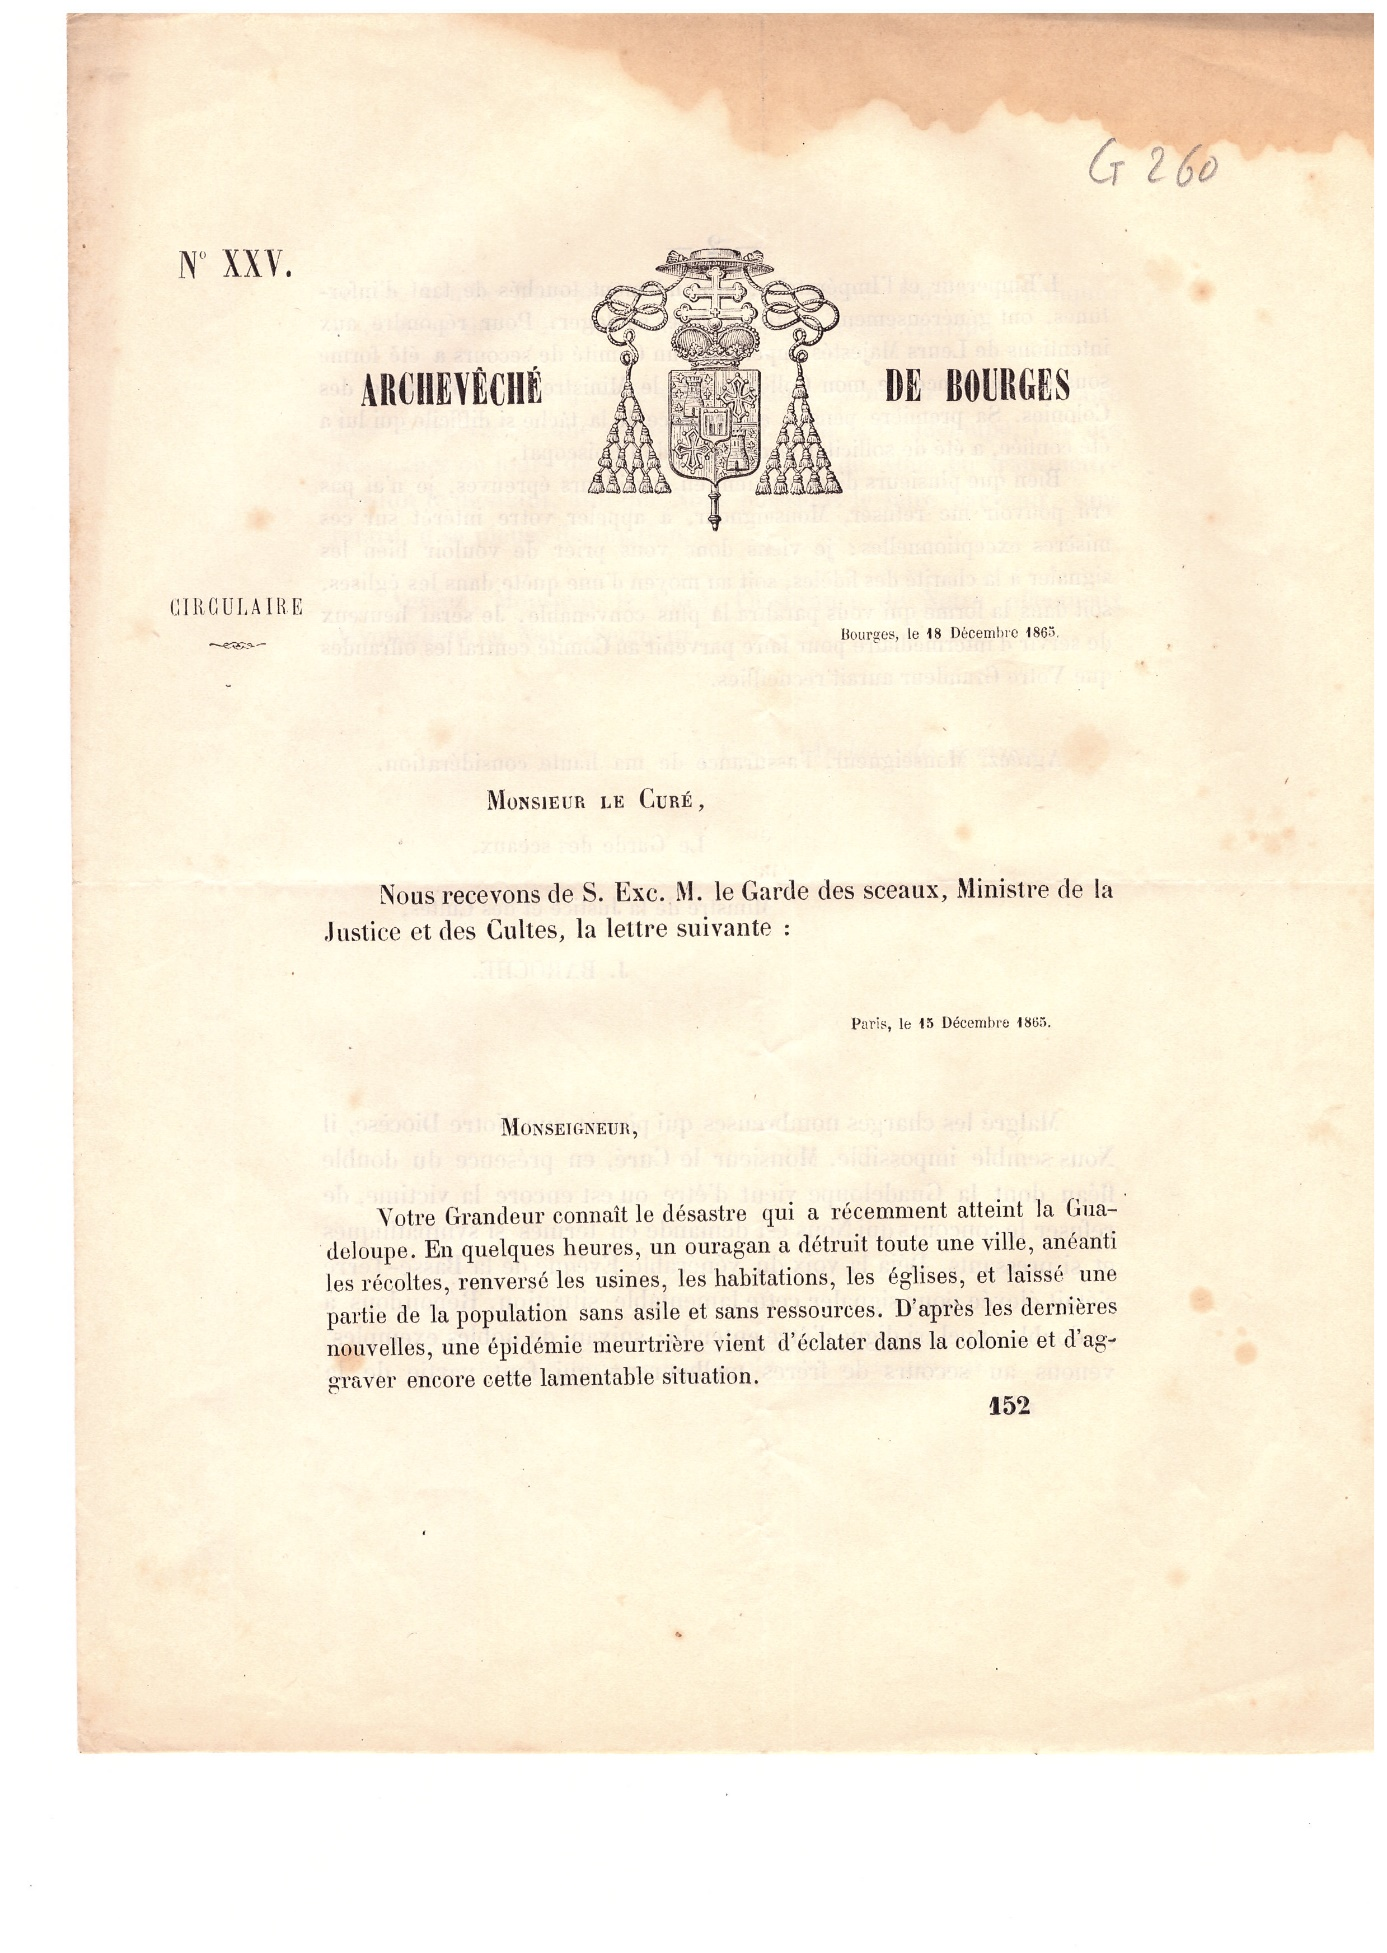 G 260
N° XXV.
ARCHEVÊCHÉ DE BOURGES
CIRCULAIRE
Bourges, le 18 Décembre 1865.
MONSIEUR LE CURÉ,
Nous recevons de S. Exc. M. le Garde des sceaux, Ministre de la
Justice et des Cultes, la lettre suivante :
Paris, le 15 Décembre 1865.
MONSEIGNEUR,
Votre Grandeur connaît le désastre qui a récemment atteint la Gua-
deloupe. En quelques heures, un ouragan a détruit toute une ville, anéanti
les récoltes, renversé les usines, les habitations, les églises, et laissé une
partie de la population sans asile et sans ressources. D'après les dernières
nouvelles, une épidémie meurtrière vient d'éclater dans la colonie et d'ag-
graver encore cette lamentable situation.
152